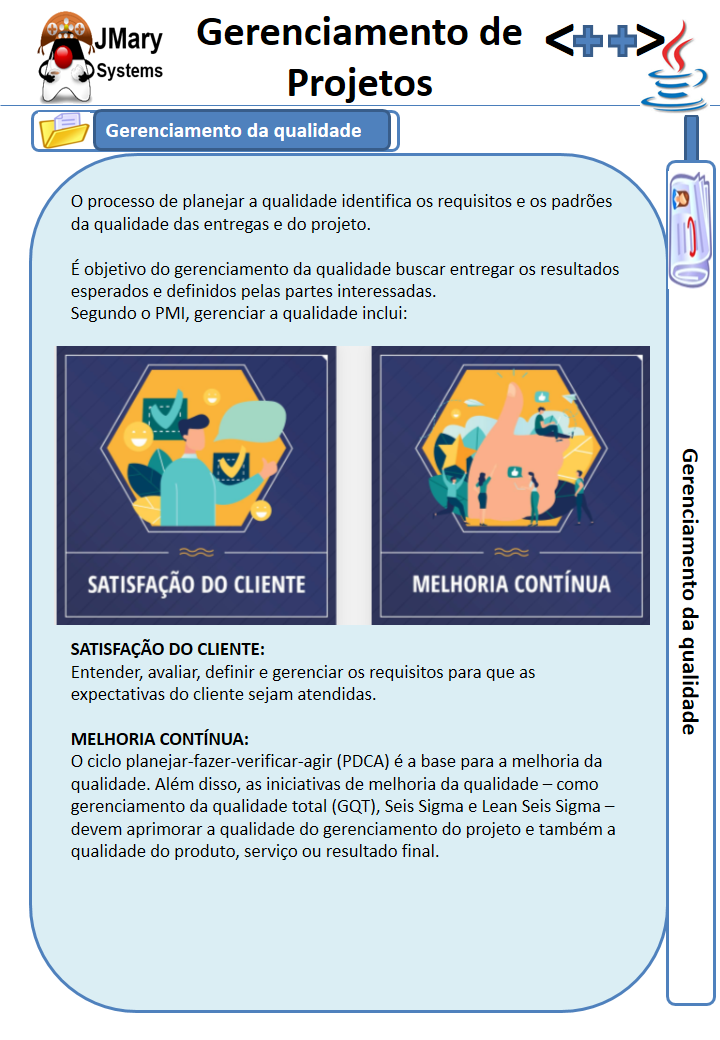 JMary
Systems
Gerenciamento de
Projetos
<++>
Gerenciamento da qualidade
O processo de planejar a qualidade identifica os requisitos e os padrões
da qualidade das entregas e do projeto.
É objetivo do gerenciamento da qualidade buscar entregar os resultados
esperados e definidos pelas partes interessadas.
Segundo o PMI, gerenciar a qualidade inclui:
SATISFAÇÃO DO CLIENTE
MELHORIA CONTÍNUA
SATISFAÇÃO DO CLIENTE:
Entender, avaliar, definir e gerenciar os requisitos para que as
expectativas do cliente sejam atendidas.
MELHORIA CONTÍNUA:
O ciclo planejar-fazer-verificar-agir (PDCA) é a base para a melhoria da
qualidade. Além disso, as iniciativas de melhoria da qualidade – como
gerenciamento da qualidade total (GQT), Seis Sigma e Lean Seis Sigma –
devem aprimorar a qualidade do gerenciamento do projeto e também a
qualidade do produto, serviço ou resultado final.
Gerenciamento da qualidade